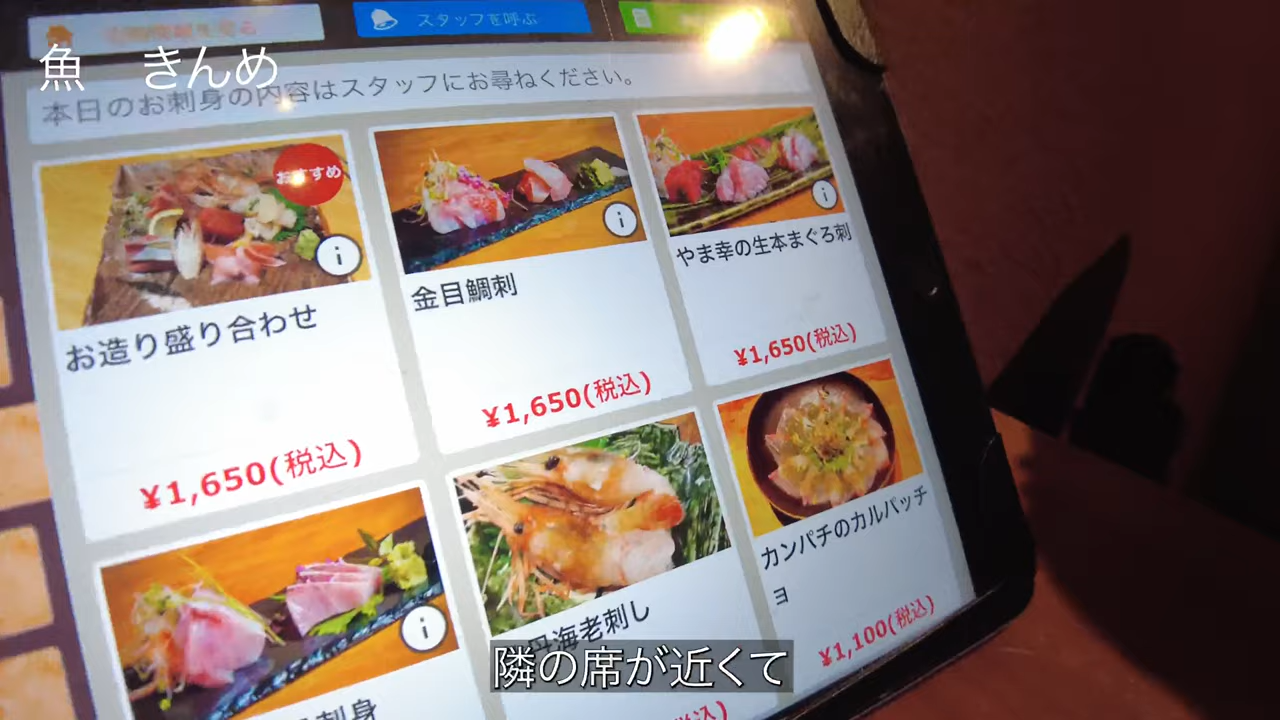 スタッフを呼ぶ
魚 きんめ
本日のお刺身の内容はスタッフにお尋ねください。
おすすめ
お造り盛り合わせ
¥1,650(税込)
金目鯛刺
¥1,650(税込)
やま幸の生本まぐろ刺
¥1,650(税込)
海老刺し
税込)
カンパチのカルパッチ
ョ
¥1,100(税込)
刺身
隣の席が近くて